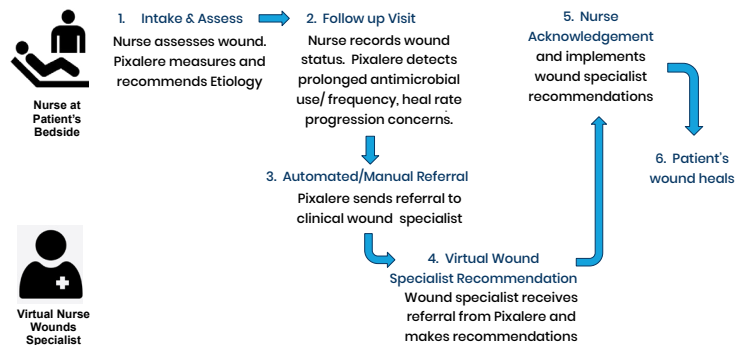 1. Intake & Assess
Nurse assesses wound.
Pixalere measures and
recommends Etiology
2. Follow up Visit
Nurse records wound
status. Pixalere detects
prolonged antimicrobial
use/ frequency, heal rate
progression concerns.
Nurse at
Patient's
Bedside
3. Automated/Manual Referral
Pixalere sends referral to
clinical wound specialist
4. Virtual Wound
Specialist Recommendation
Wound specialist receives
referral from Pixalere and
makes recommendations
5. Nurse
Acknowledgement
and implements
wound specialist
recommendations
6. Patient's
wound heals
Virtual Nurse
Wounds
Specialist